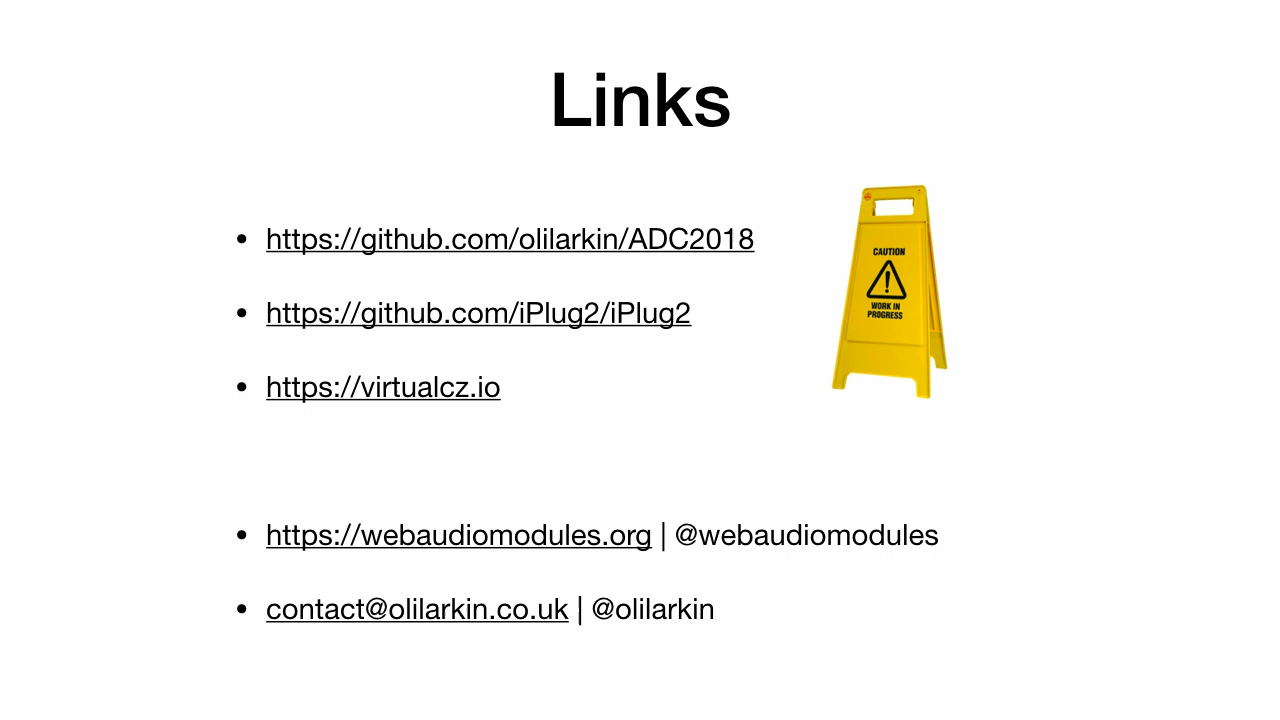 Links
• https://github.com/olilarkin/ADC2018
• https://github.com/iPlug2/iPlug2
• https://virtualcz.io
CAUTION
WORK IN
PROGRESS
• https://webaudiomodules.org | @webaudiomodules
• contact@olilarkin.co.uk | @olilarkin